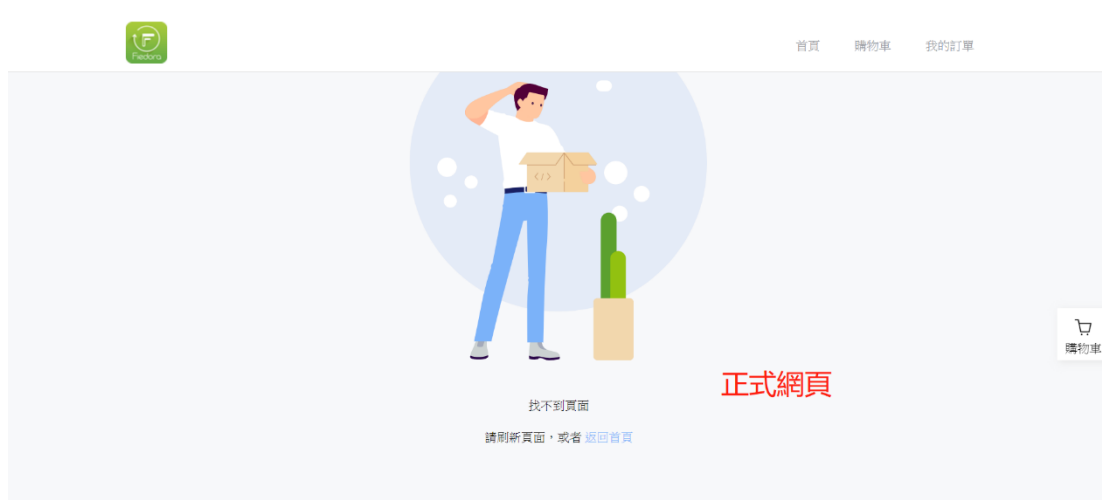 F
Fiedora
首頁 購物車 我的訂單
</>
購物車
正式網頁
找不到頁面
請刷新頁面，或者 返回首頁